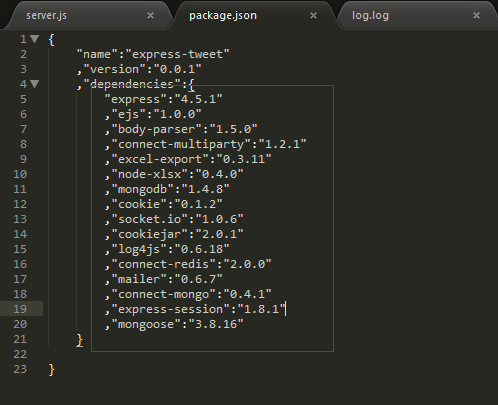 server.js × package.json × log.log ×
1 {
2 "name":"express-tweet"
3 ,"version":"0.0.1"
4 ,"dependencies":{
5 "express":"4.5.1"
6 ,"ejs":"1.0.0"
7 ,"body-parser":"1.5.0"
8 ,"connect-multiparty":"1.2.1"
9 ,"excel-export":"0.3.11"
10 ,"node-xlsx":"0.4.0"
11 ,"mongodb":"1.4.8"
12 ,"cookie":"0.1.2"
13 ,"socket.io":"1.0.6"
14 ,"cookiejar":"2.0.1"
15 ,"log4js":"0.6.18"
16 ,"connect-redis":"2.0.0"
17 ,"mailer":"0.6.7"
18 ,"connect-mongo":"0.4.1"
19 ,"express-session":"1.8.1"
20 ,"mongoose":"3.8.16"
21 }
22
23 }